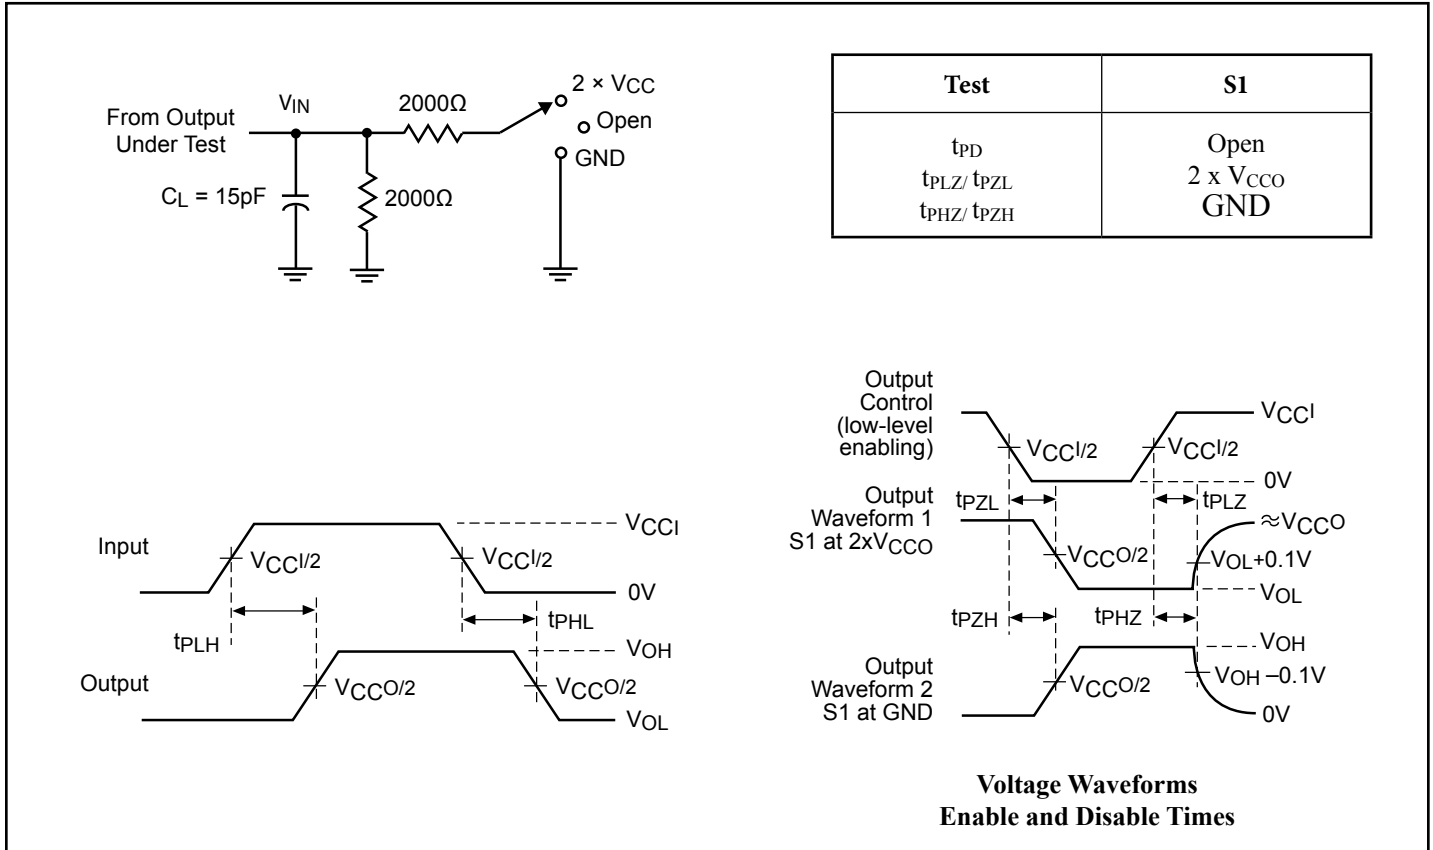 2 × VCC
VIN
2000Ω
From Output
Under Test
Open
GND
CL = 15pF
2000Ω
Test S1
tPD Open
tPLZ/ tPZL 2 x VCCO
tPHZ/ tPZH GND
Input
VCCI/2
VCCI/2
VCCI
0V
tPLH
tPHL
Output
VCCO/2
VCCO/2
VOH
VOL
Output
Control
(low-level
enabling)
VCCI/2
VCCI/2
VCCI
0V
Output
Waveform 1
S1 at 2xVCCO
tPZL
tPLZ
VCCO/2
≈VCCO
VOL+0.1V
VOL
tPZH
tPHZ
Output
Waveform 2
S1 at GND
VCCO/2
VOH
VOH –0.1V
0V
Voltage Waveforms
Enable and Disable Times